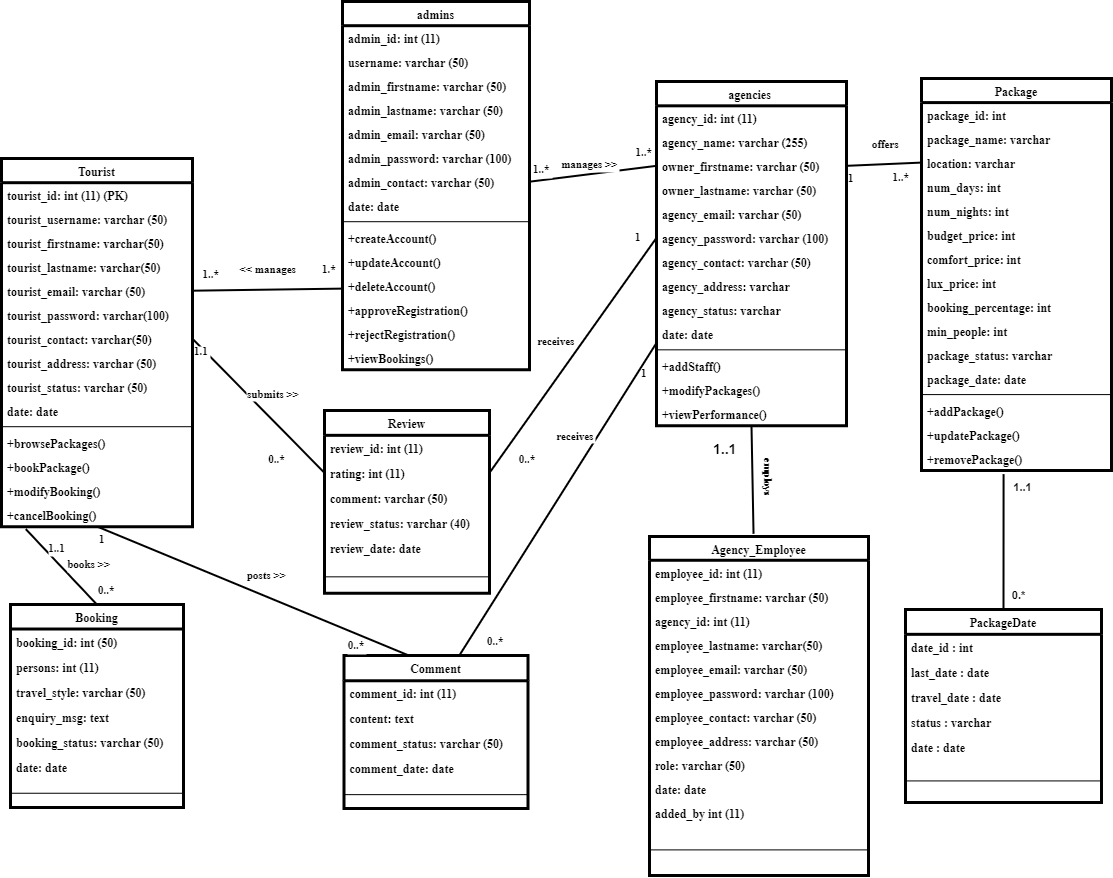 admins
admin_id: int (11)
username: varchar (50)
admin_firstname: varchar (50)
admin_lastname: varchar (50)
admin_email: varchar (50)
admin_password: varchar (100)
admin_contact: varchar (50)
date: date
+createAccount()
+updateAccount()
+deleteAccount()
+approveRegistration()
+rejectRegistration()
+viewBookings()
agencies
agency_id: int (11)
agency_name: varchar (255)
owner_firstname: varchar (50)
owner_lastname: varchar (50)
agency_email: varchar (50)
agency_password: varchar (100)
agency_contact: varchar (50)
agency_address: varchar
agency_status: varchar
date: date
+addStaff()
+modifyPackages()
+viewPerformance()
Package
package_id: int
package_name: varchar
location: varchar
num_days: int
num_nights: int
budget_price: int
comfort_price: int
lux_price: int
booking_percentage: int
min_people: int
package_status: varchar
package_date: date
+addPackage()
+updatePackage()
+removePackage()
Tourist
tourist_id: int (11) (PK)
tourist_username: varchar (50)
tourist_firstname: varchar(50)
tourist_lastname: varchar(50)
tourist_email: varchar (50)
tourist_password: varchar(100)
tourist_contact: varchar(50)
tourist_address: varchar (50)
tourist_status: varchar (50)
date: date
+browsePackages()
+bookPackage()
+modifyBooking()
+cancelBooking()
1..*
<< manages
1.*
1..*
manages >>
1..*
1
offers
1..*
1.1
submits >>
0..*
1
receives
0..*
1
receives
0..*
1..1
employs
1..1
0.*
1..1
books >>
0..*
1
posts >>
0..*
Review
review_id: int (11)
rating: int (11)
comment: varchar (50)
review_status: varchar (40)
review_date: date
Booking
booking_id: int (50)
persons: int (11)
travel_style: varchar (50)
enquiry_msg: text
booking_status: varchar (50)
date: date
Comment
comment_id: int (11)
content: text
comment_status: varchar (50)
comment_date: date
Agency_Employee
employee_id: int (11)
employee_firstname: varchar (50)
agency_id: int (11)
employee_lastname: varchar(50)
employee_email: varchar (50)
employee_password: varchar (100)
employee_contact: varchar (50)
employee_address: varchar (50)
role: varchar (50)
date: date
added_by int (11)
PackageDate
date_id : int
last_date : date
travel_date : date
status : varchar
date : date